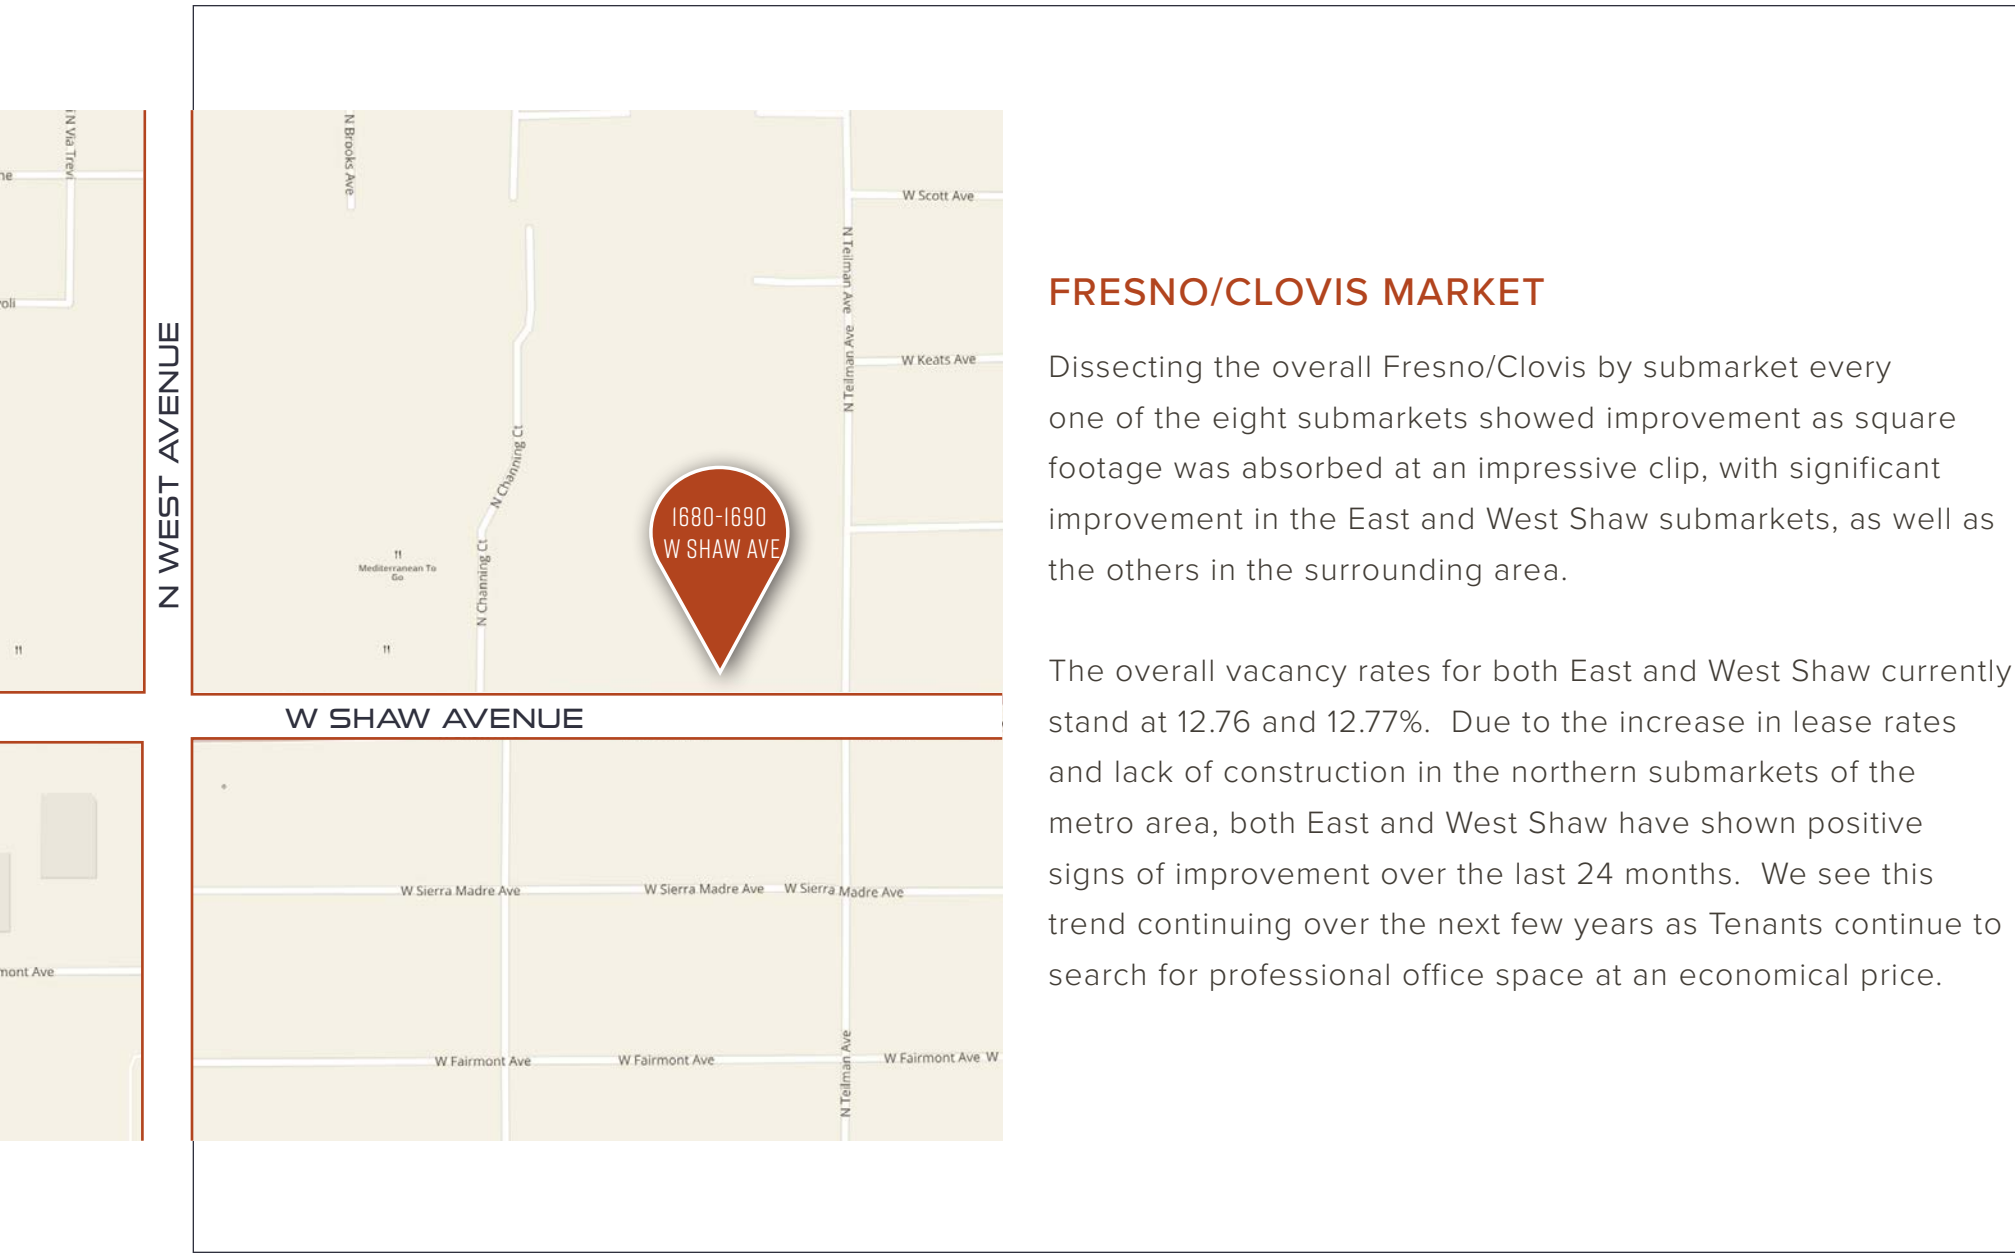 N Via Trevi
N Brooks Ave
W Scott Ave
N Teilman Ave
N Teilman Ave
W Keats Ave
N WEST AVENUE
N Channing Ct
N Channing Ct
Mediterranean To
Go
1680-1690
W SHAW AVE
W SHAW AVENUE
W Sierra Madre Ave
W Sierra Madre Ave
W Sierra Madre Ave
W Fairmont Ave
W Fairmont Ave
W Fairmont Ave
W
N Teilman Ave
FRESNO/CLOVIS MARKET
Dissecting the overall Fresno/Clovis by submarket every
one of the eight submarkets showed improvement as square
footage was absorbed at an impressive clip, with significant
improvement in the East and West Shaw submarkets, as well as
the others in the surrounding area.
The overall vacancy rates for both East and West Shaw currently
stand at 12.76 and 12.77%.  Due to the increase in lease rates
and lack of construction in the northern submarkets of the
metro area, both East and West Shaw have shown positive
signs of improvement over the last 24 months.  We see this
trend continuing over the next few years as Tenants continue to
search for professional office space at an economical price.